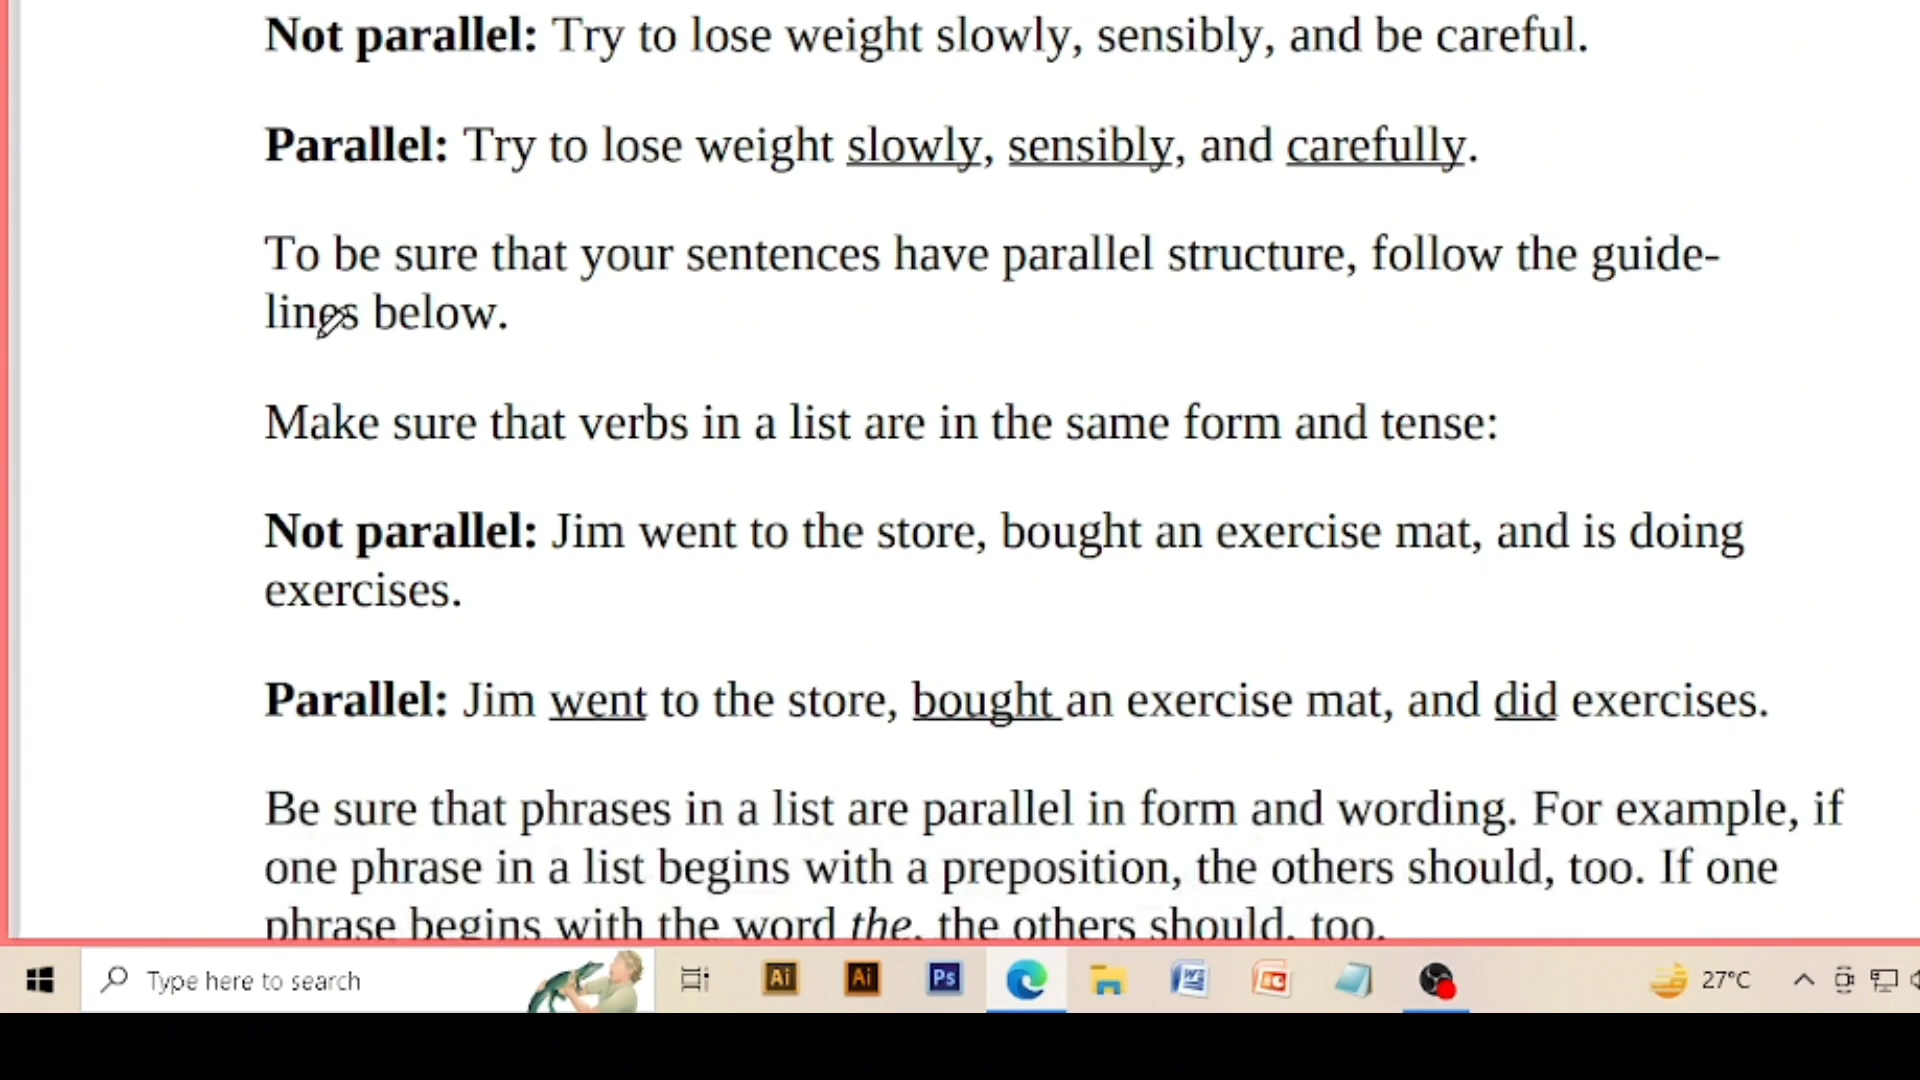 Not parallel: Try to lose weight slowly, sensibly, and be careful.
Parallel: Try to lose weight slowly, sensibly, and carefully.
To be sure that your sentences have parallel structure, follow the guide-
lines below.
Make sure that verbs in a list are in the same form and tense:
Not parallel: Jim went to the store, bought an exercise mat, and is doing
exercises.
Parallel: Jim went to the store, bought an exercise mat, and did exercises.
Be sure that phrases in a list are parallel in form and wording. For example, if
one phrase in a list begins with a preposition, the others should, too. If one
phrase begins with the word the, the others should, too.
Type here to search
Ai
Ai
Ps
27°C